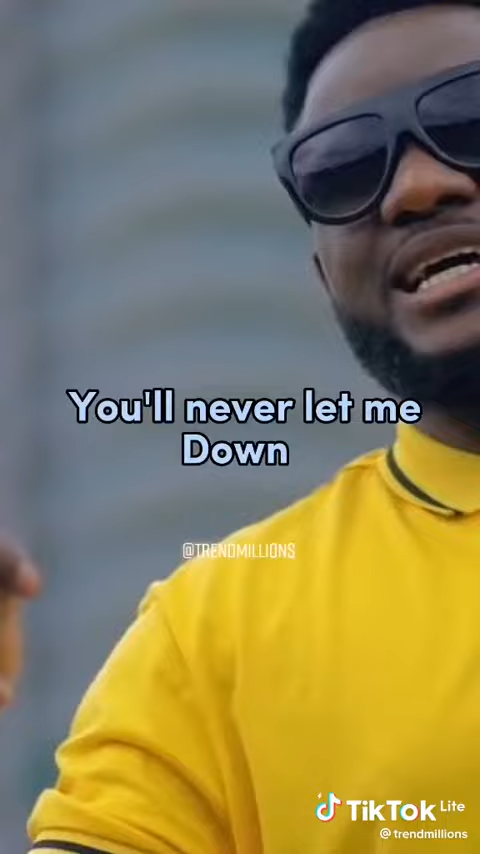 You'll never let me
Down
@TRENDMILLIONS
TikTok Lite
@trendmillions